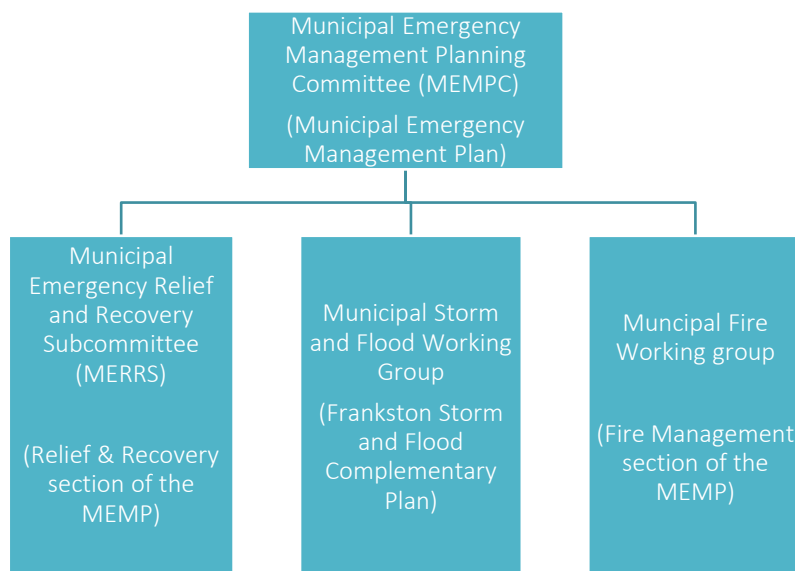 Municipal Emergency
Management Planning
Committee (MEMPC)
(Municipal Emergency
Management Plan)
Municipal
Emergency Relief
and Recovery
Subcommittee
(MERRS)
(Relief & Recovery
section of the
MEMP)
Municipal Storm
and Flood Working
Group
(Frankston Storm
and Flood
Complementary
Plan)
Muncipal Fire
Working group
(Fire Management
section of the
MEMP)